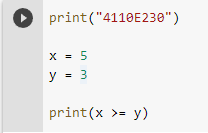 print("4110E230")
x = 5
y = 3
print(x >= y)